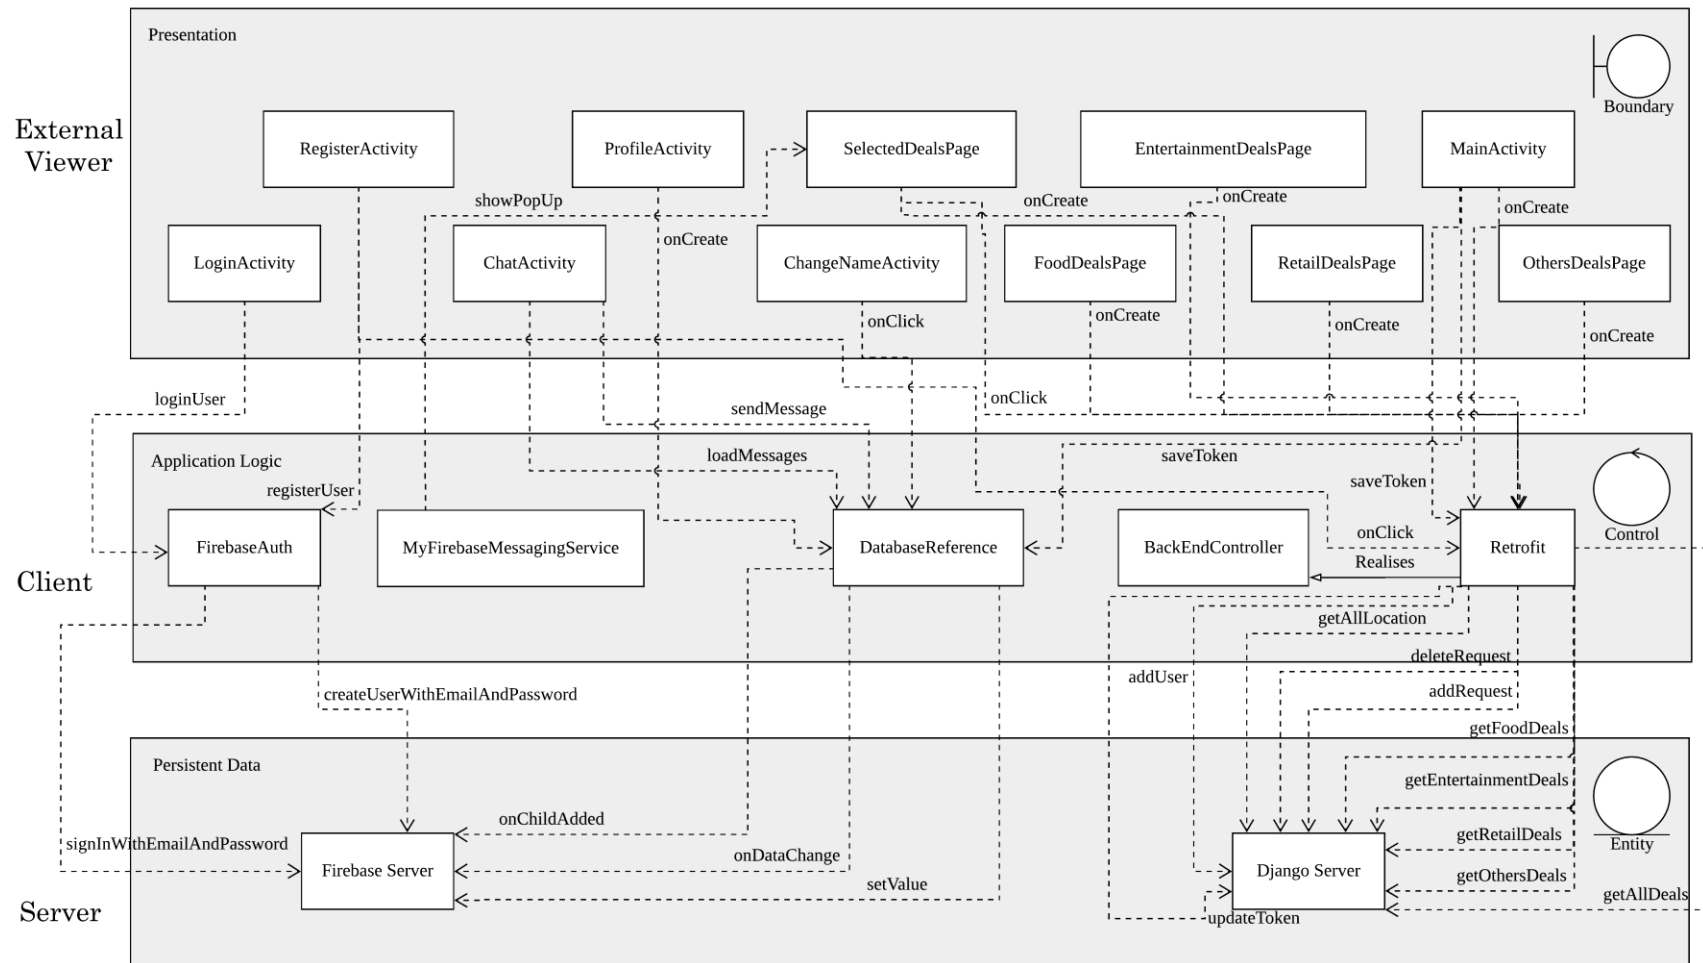 Presentation
External
Viewer
Boundary
RegisterActivity
ProfileActivity
SelectedDealsPage
EntertainmentDealsPage
MainActivity
showPopUp
onCreate
onCreate
onCreate
onCreate
LoginActivity
ChatActivity
ChangeNameActivity
FoodDealsPage
RetailDealsPage
OthersDealsPage
onClick
onCreate
onCreate
onCreate
loginUser
sendMessage
onClick
Application Logic
loadMessages
saveToken
registerUser
saveToken
Client
FirebaseAuth
MyFirebaseMessagingService
DatabaseReference
BackEndController
onClick
Realises
Retrofit
Control
getAllLocation
deleteRequest
addUser
createUserWithEmailAndPassword
addRequest
getFoodDeals
Persistent Data
getEntertainmentDeals
onChildAdded
getRetailDeals
Entity
signInWithEmailAndPassword
onDataChange
Firebase Server
Django Server
setValue
getOthersDeals
getAllDeals
Server
updateToken